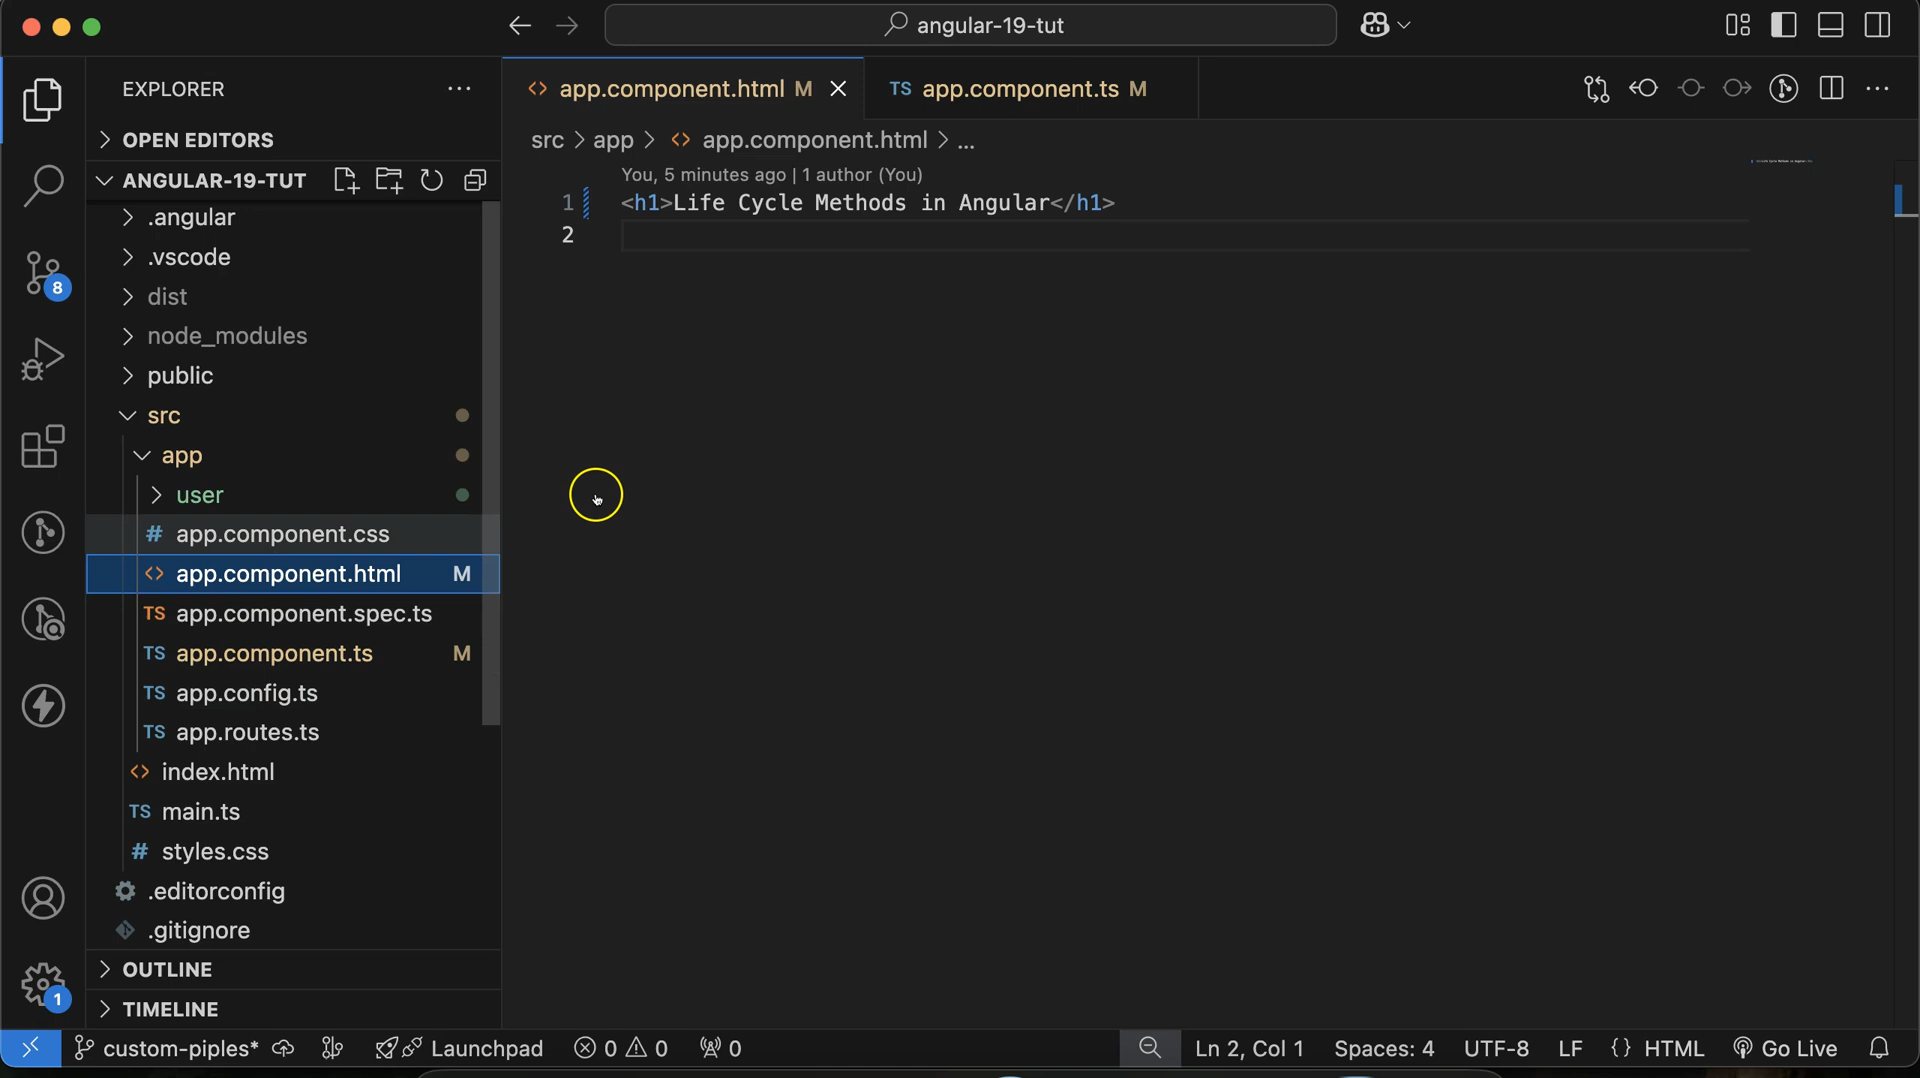 angular-19-tut
EXPLORER
OPEN EDITORS
ANGULAR-19-TUT
.angular
.vscode
dist
node_modules
public
src
app
user
# app.component.css
<> app.component.html M
TS app.component.spec.ts
TS app.component.ts M
TS app.config.ts
TS app.routes.ts
<> index.html
TS main.ts
# styles.css
.editorconfig
.gitignore
OUTLINE
TIMELINE
8
1
<> app.component.html M
TS app.component.ts M
src > app > <> app.component.html > ...
You, 5 minutes ago | 1 author (You)
1 <h1>Life Cycle Methods in Angular</h1>
2
custom-piples* Launchpad 0 0 0 Ln 2, Col 1 Spaces: 4 UTF-8 LF {} HTML Go Live